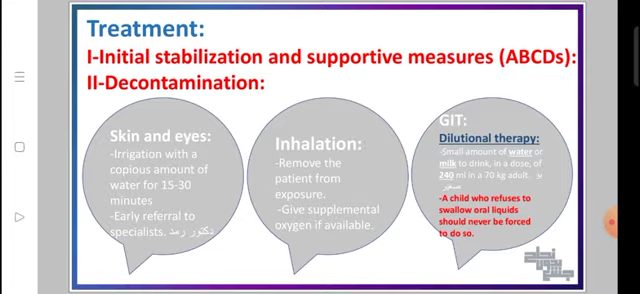 Treatment:
I-Initial stabilization and supportive measures (ABCDs):
II-Decontamination:
Skin and eyes:
-Irrigation with a
copious amount of
water for 15-30
minutes
-Early referral to
specialists. دكتور رمد
Inhalation:
-Remove the
patient from
exposure.
-Give supplemental
oxygen if available.
GIT:
Dilutional therapy:
-Small amount of water or
milk to drink, in a dose, of
240 ml in a 70 kg adult.
صغير
-A child who refuses to
swallow oral liquids
should never be forced
to do so.